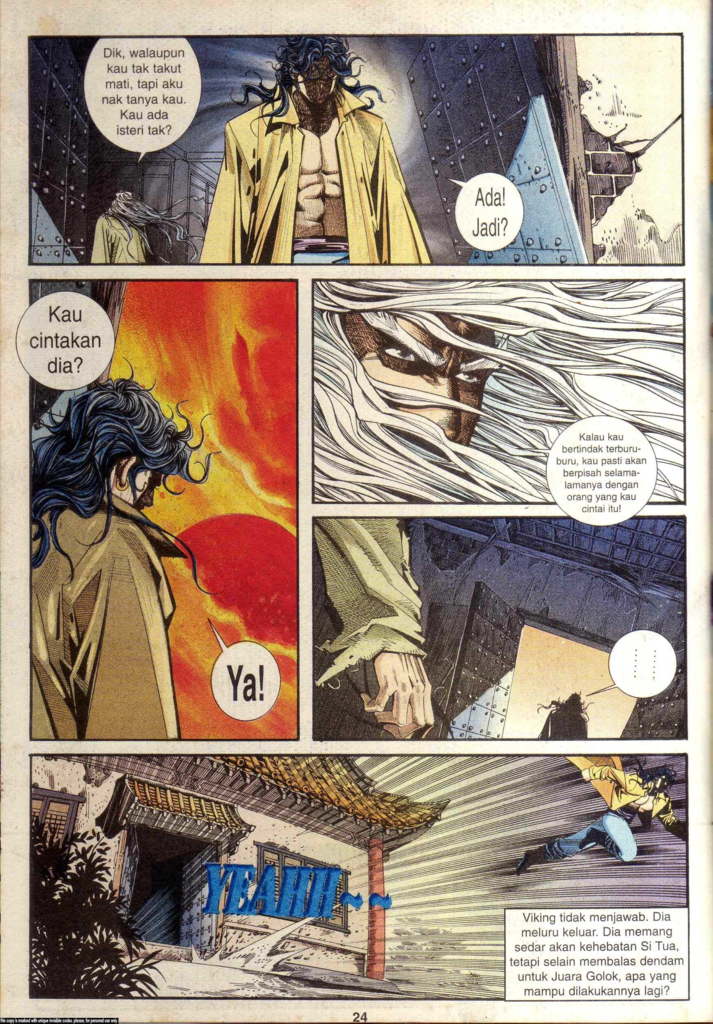 Dik, walaupun
kau tak takut
mati, tapi aku
nak tanya kau.
Kau ada
isteri tak?
Ada!
Jadi?
Kau
cintakan
dia?
Ya!
Kalau kau
bertindak terburu-
buru, kau pasti akan
berpisah selama-
lamanya dengan
orang yang kau
cintai itu!
YEAHH~~
Viking tidak menjawab. Dia
meluru keluar. Dia memang
sedar akan kehebatan Si Tua,
tetapi selain membalas dendam
untuk Juara Golok, apa yang
mampu dilakukannya lagi?
24